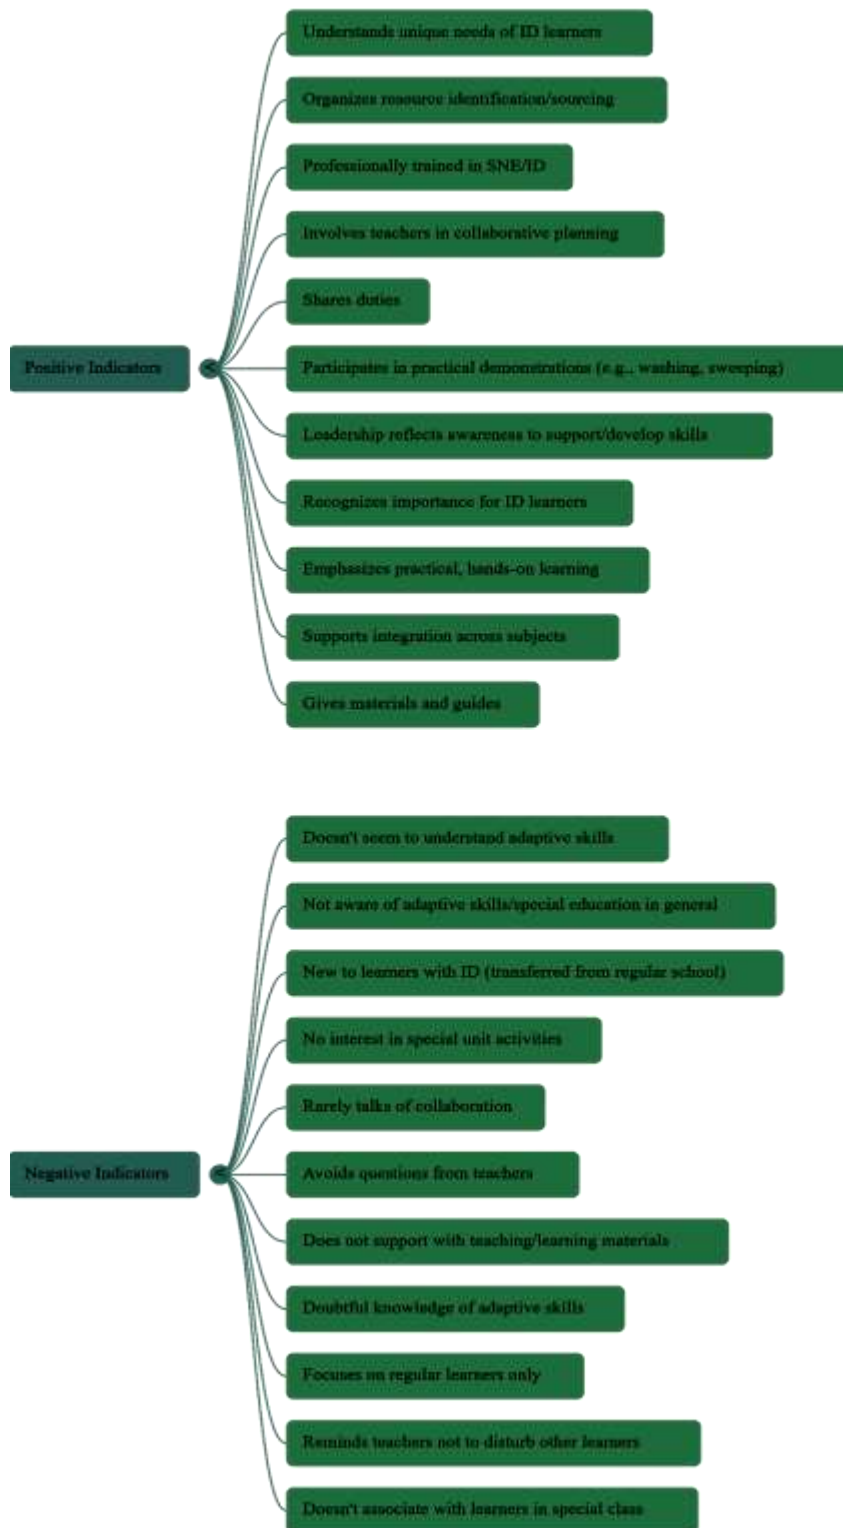 Understands unique needs of ID learners
Organizes resource identification/sourcing
Professionally trained in SNE/ID
Involves teachers in collaborative planning
Shares duties
Positive Indicators
Participates in practical demonstrations (e.g., washing, sweeping)
Leadership reflects awareness to support/develop skills
Recognizes importance for ID learners
Emphasizes practical, hands-on learning
Supports integration across subjects
Gives materials and guides
Doesn't seem to understand adaptive skills
Not aware of adaptive skills/special education in general
New to learners with ID (transferred from regular school)
No interest in special unit activities
Rarely talks of collaboration
Negative Indicators
Avoids questions from teachers
Does not support with teaching/learning materials
Doubtful knowledge of adaptive skills
Focuses on regular learners only
Reminds teachers not to disturb other learners
Doesn't associate with learners in special class